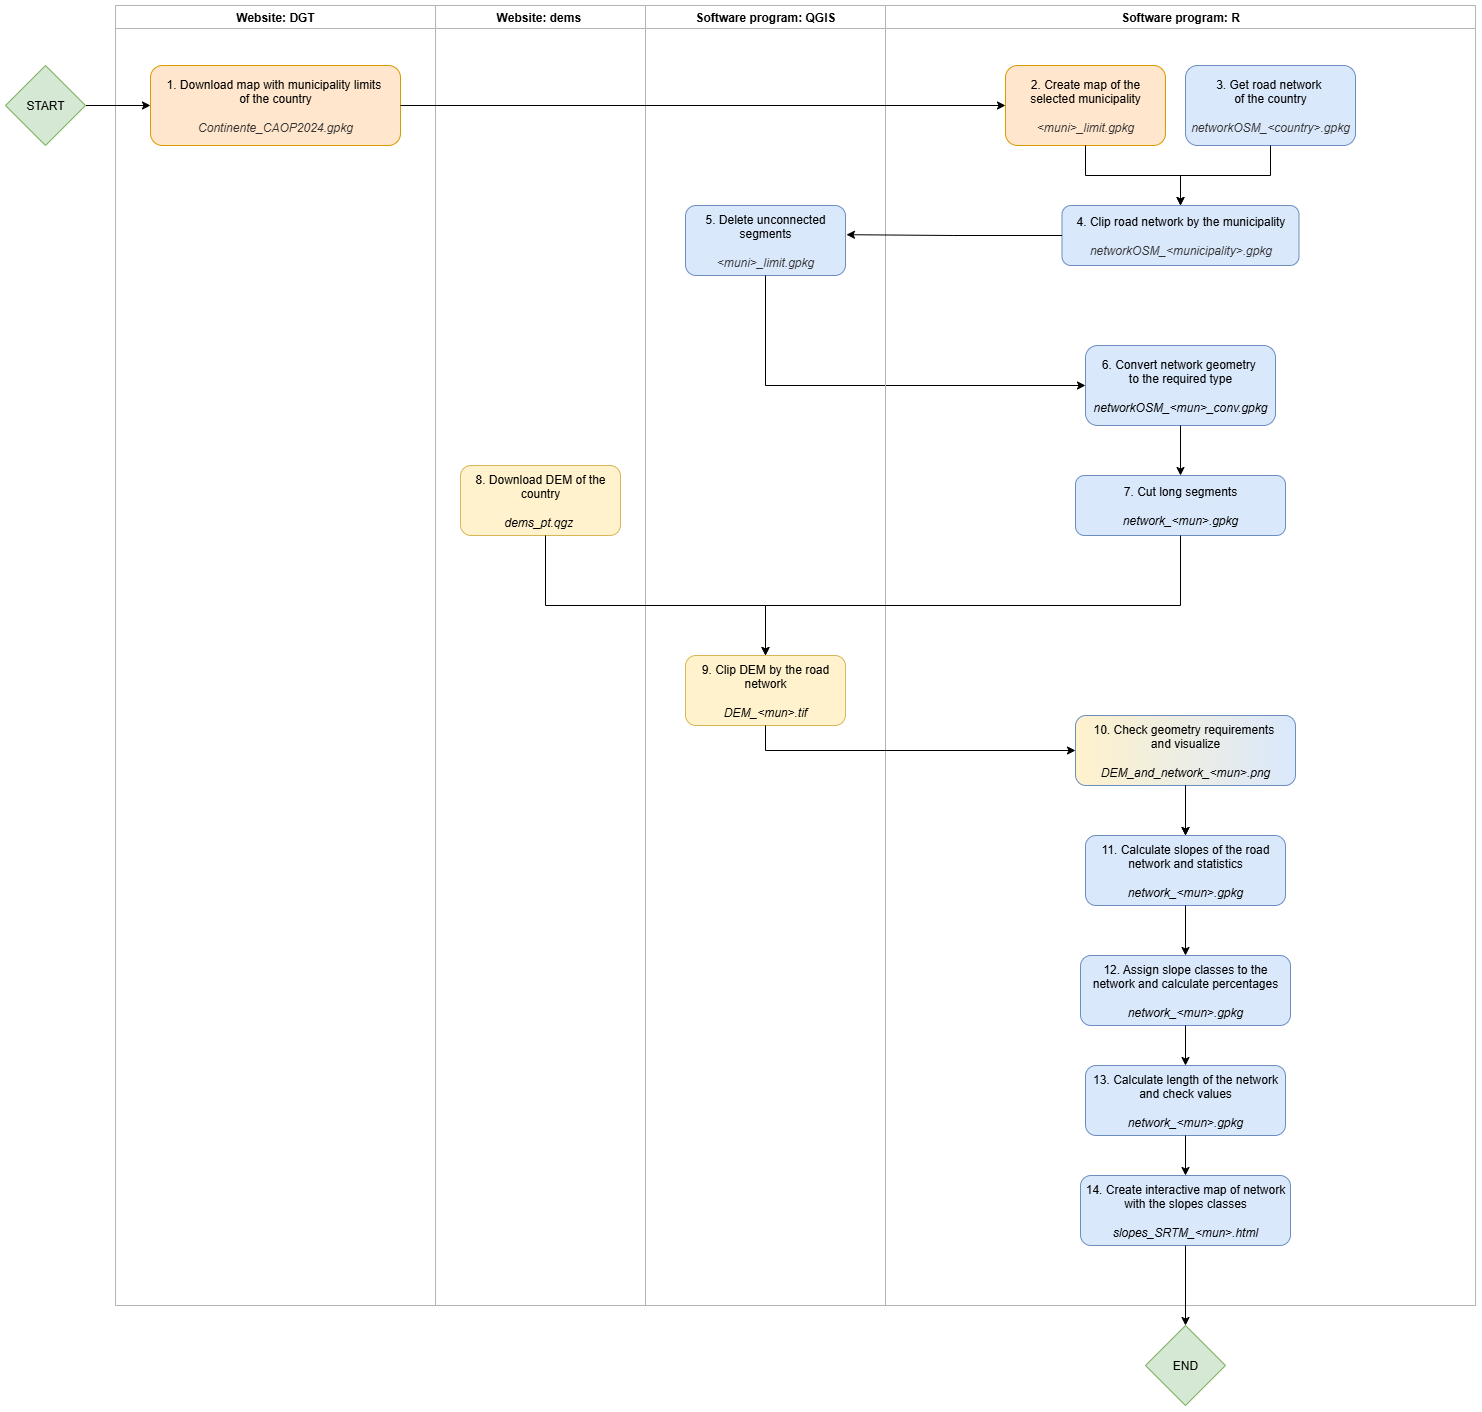 Website: DGT
Website: dems
Software program: QGIS
Software program: R
START
1. Download map with municipality limits
of the country
Continente_CAOP2024.gpkg
2. Create map of the
selected municipality
<muni>_limit.gpkg
3. Get road network
of the country
networkOSM_<country>.gpkg
4. Clip road network by the municipality
networkOSM_<municipality>.gpkg
5. Delete unconnected
segments
<muni>_limit.gpkg
6. Convert network geometry
to the required type
networkOSM_<mun>_conv.gpkg
7. Cut long segments
network_<mun>.gpkg
8. Download DEM of the
country
dems_pt.qgz
9. Clip DEM by the road
network
DEM_<mun>.tif
10. Check geometry requirements
and visualize
DEM_and_network_<mun>.png
11. Calculate slopes of the road
network and statistics
network_<mun>.gpkg
12. Assign slope classes to the
network and calculate percentages
network_<mun>.gpkg
13. Calculate length of the network
and check values
network_<mun>.gpkg
14. Create interactive map of network
with the slopes classes
slopes_SRTM_<mun>.html
END